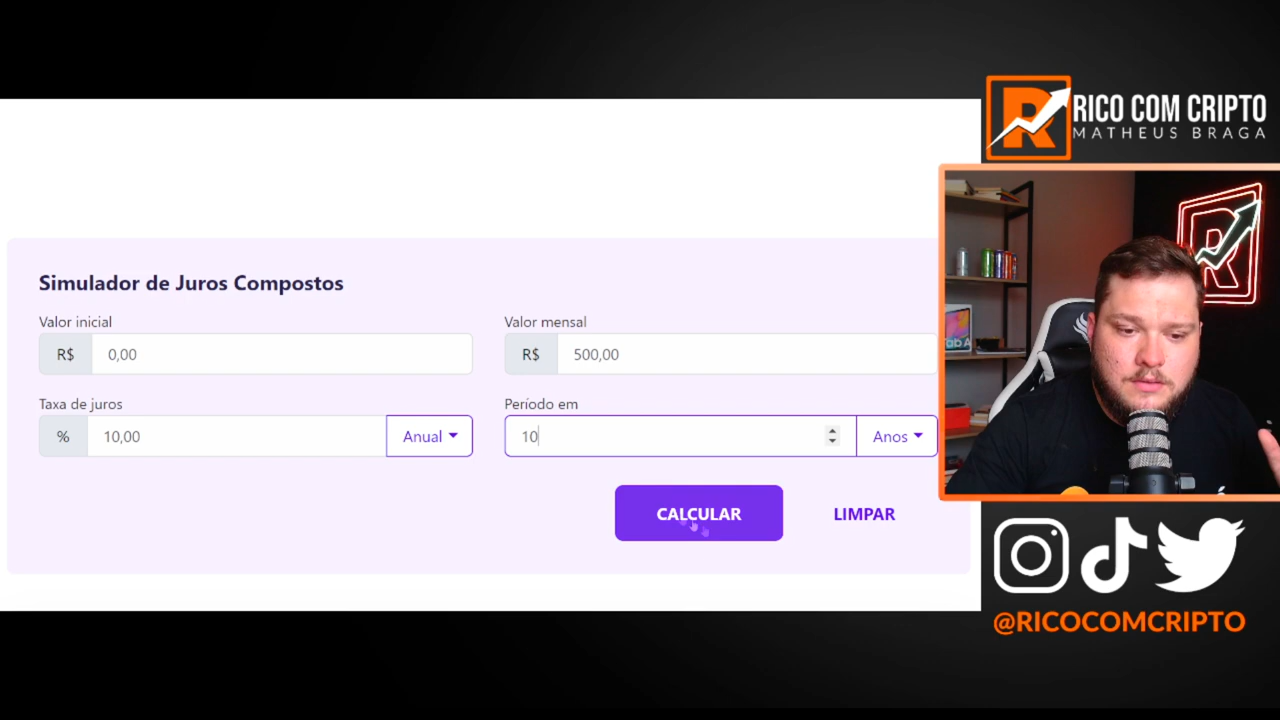 RICO COM CRIPTO
MATHEUS BRAGA
Simulador de Juros Compostos
Valor inicial
R$ 0,00
Valor mensal
R$ 500,00
Taxa de juros
% 10,00 Anual
Período em
10 Anos
CALCULAR
LIMPAR
@RICOCOMCRIPTO